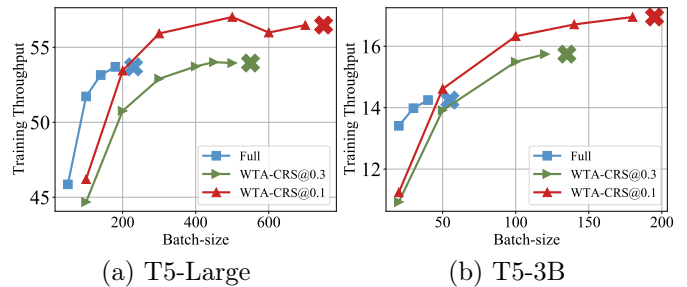 Training Throughput
55
50
45
200
400
600
Batch-size
Full
WTA-CRS@0.3
WTA-CRS@0.1
(a) T5-Large
Training Throughput
16
14
12
50
100
150
200
Batch-size
Full
WTA-CRS@0.3
WTA-CRS@0.1
(b) T5-3B